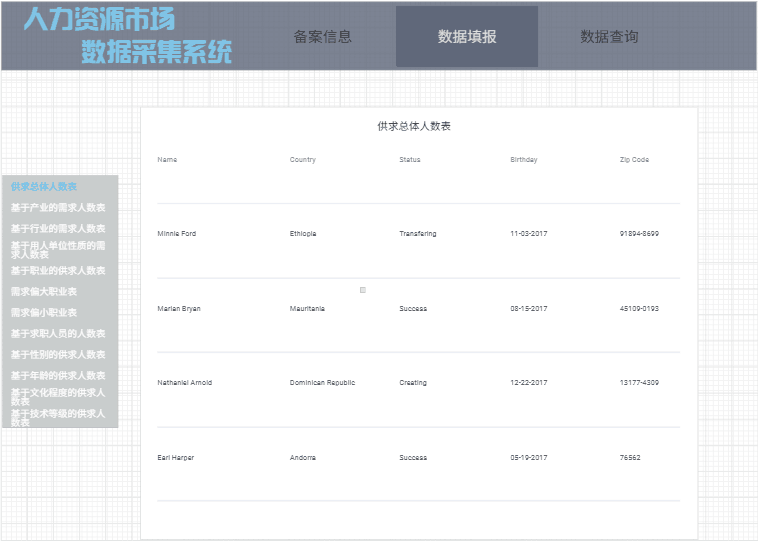 人力资源市场
数据采集系统
备案信息 数据填报 数据查询
供求总体人数表
基于产业的需求人数表
基于行业的需求人数表
基于用人单位性质的需
求人数表
基于职业的供求人数表
需求偏大职业表
需求偏小职业表
基于求职人员的人数表
基于性别的供求人数表
基于年龄的供求人数表
基于文化程度的供求人
数表
基于技术等级的供求人
数表
供求总体人数表
Name Country Status Birthday Zip Code
Minnie Ford Ethiopia Transfering 11-03-2017 91894-8699
Marian Bryan Mauritania Success 08-15-2017 45109-0193
Nathaniel Arnold Dominican Republic Creating 12-22-2017 13177-4309
Earl Harper Andorra Success 05-19-2017 76562